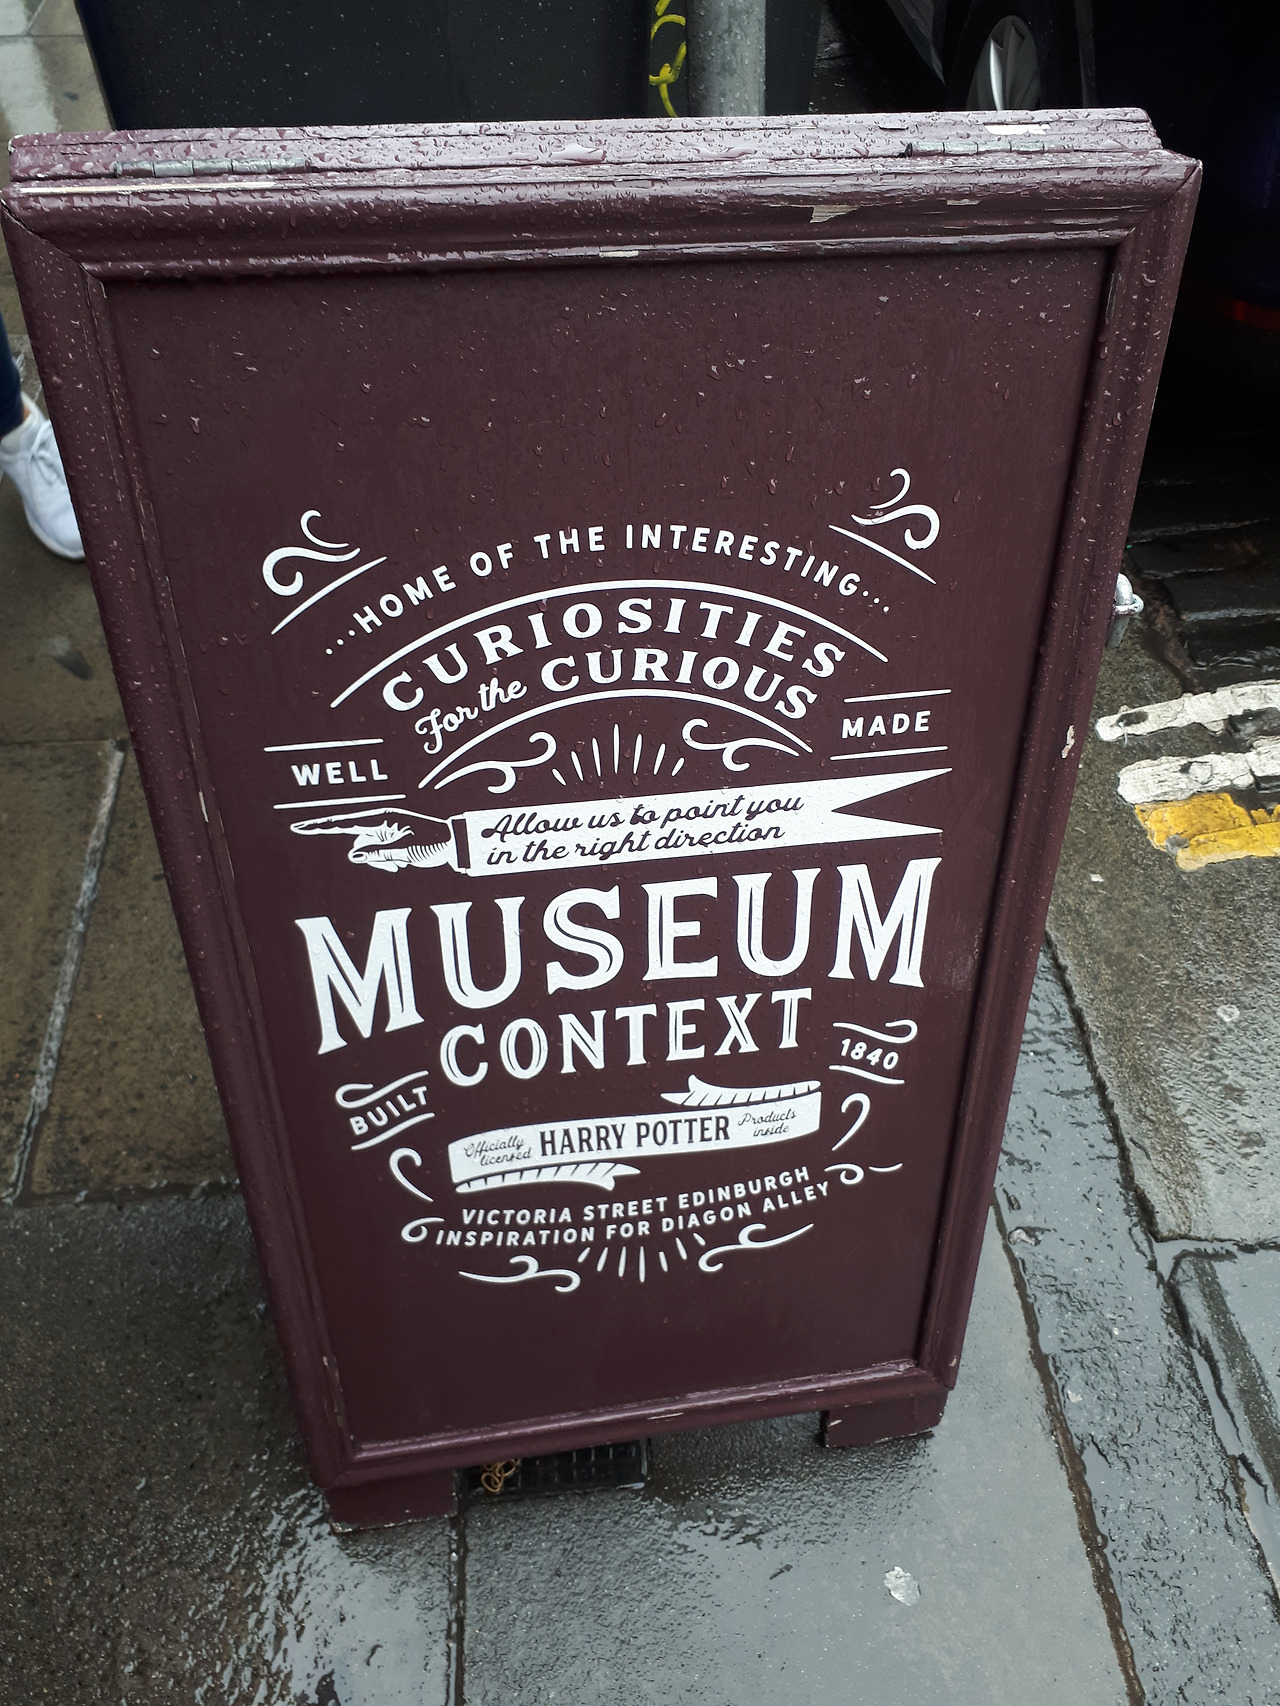 ...HOME OF THE INTERESTING...
CURIOSITIES
For the CURIOUS
WELL
MADE
Allow us to point you
in the right direction
MUSEUM
CONTEXT
BUILT
1840
Officially
licensed
HARRY POTTER
Products
inside
VICTORIA STREET EDINBURGH
INSPIRATION FOR DIAGON ALLEY